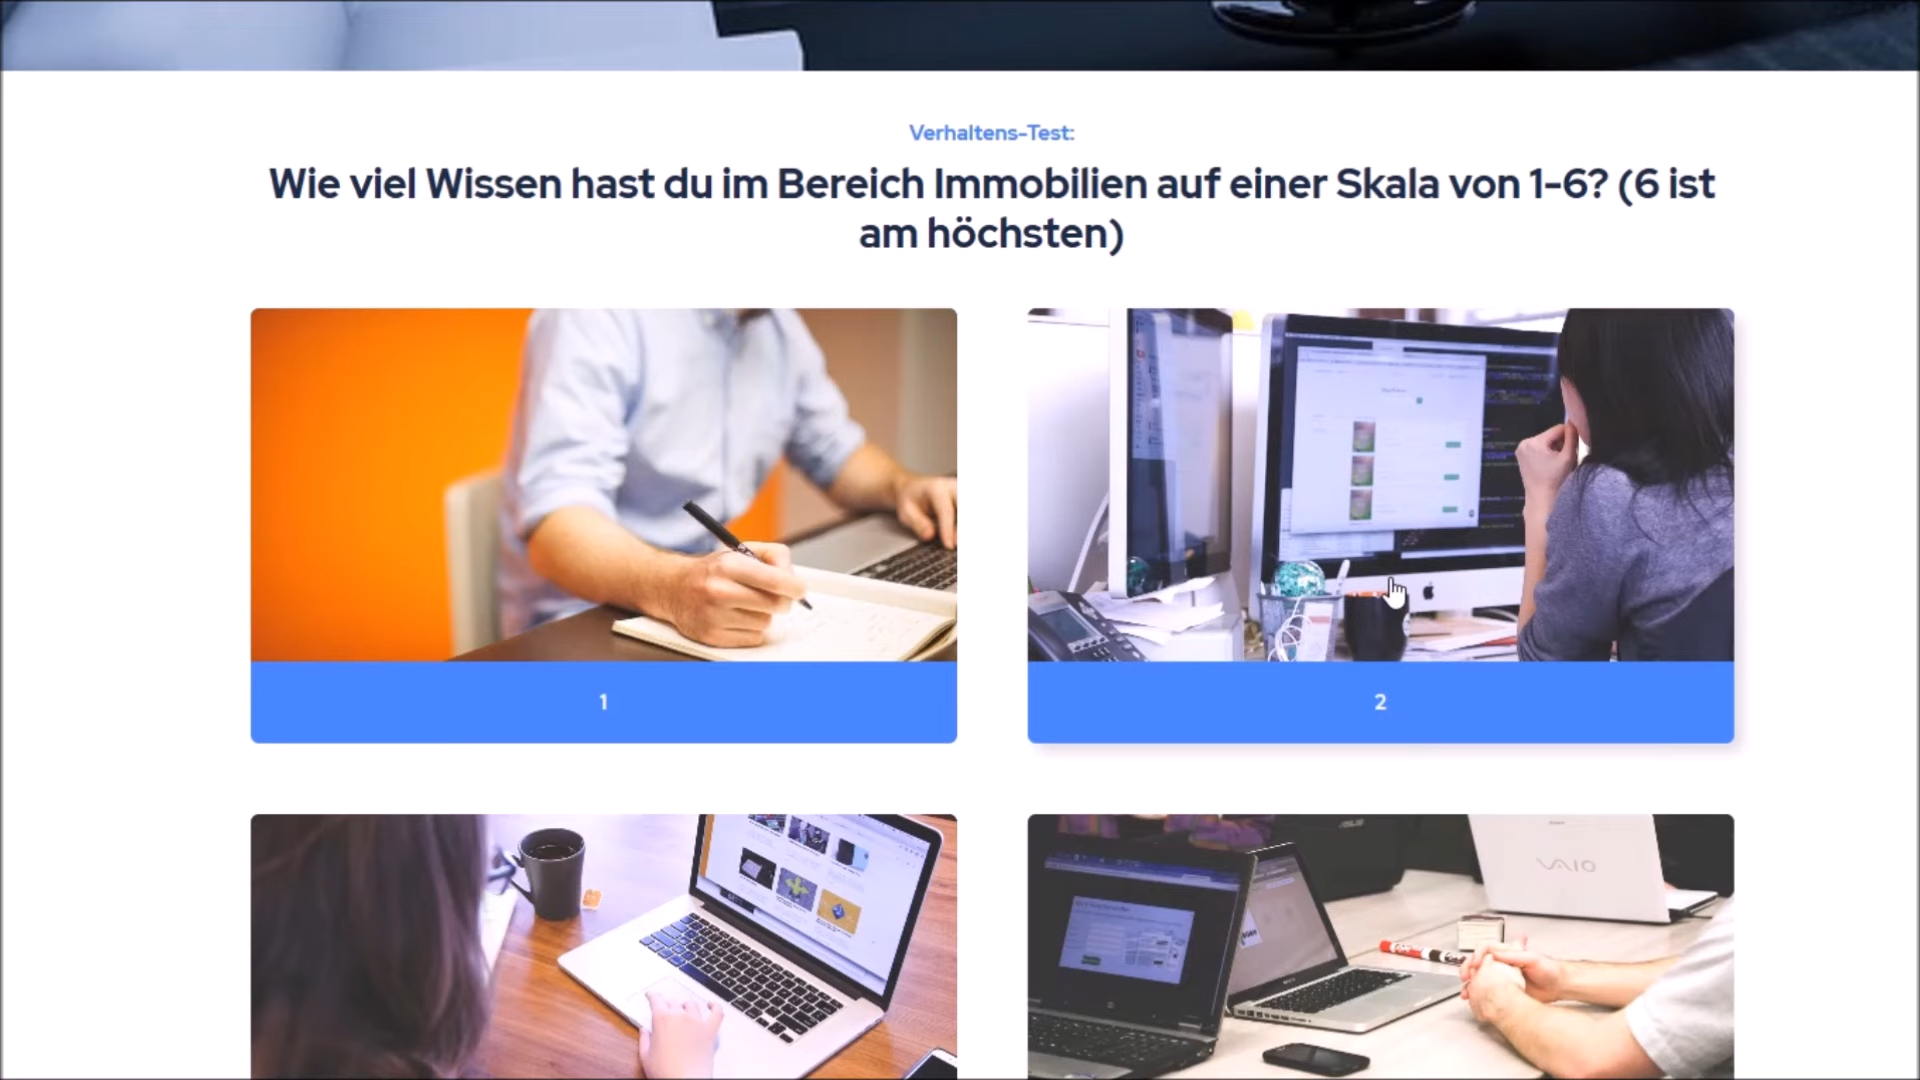 Verhaltens-Test:
Wie viel Wissen hast du im Bereich Immobilien auf einer Skala von 1-6? (6 ist
am höchsten)
1
2
VAIO